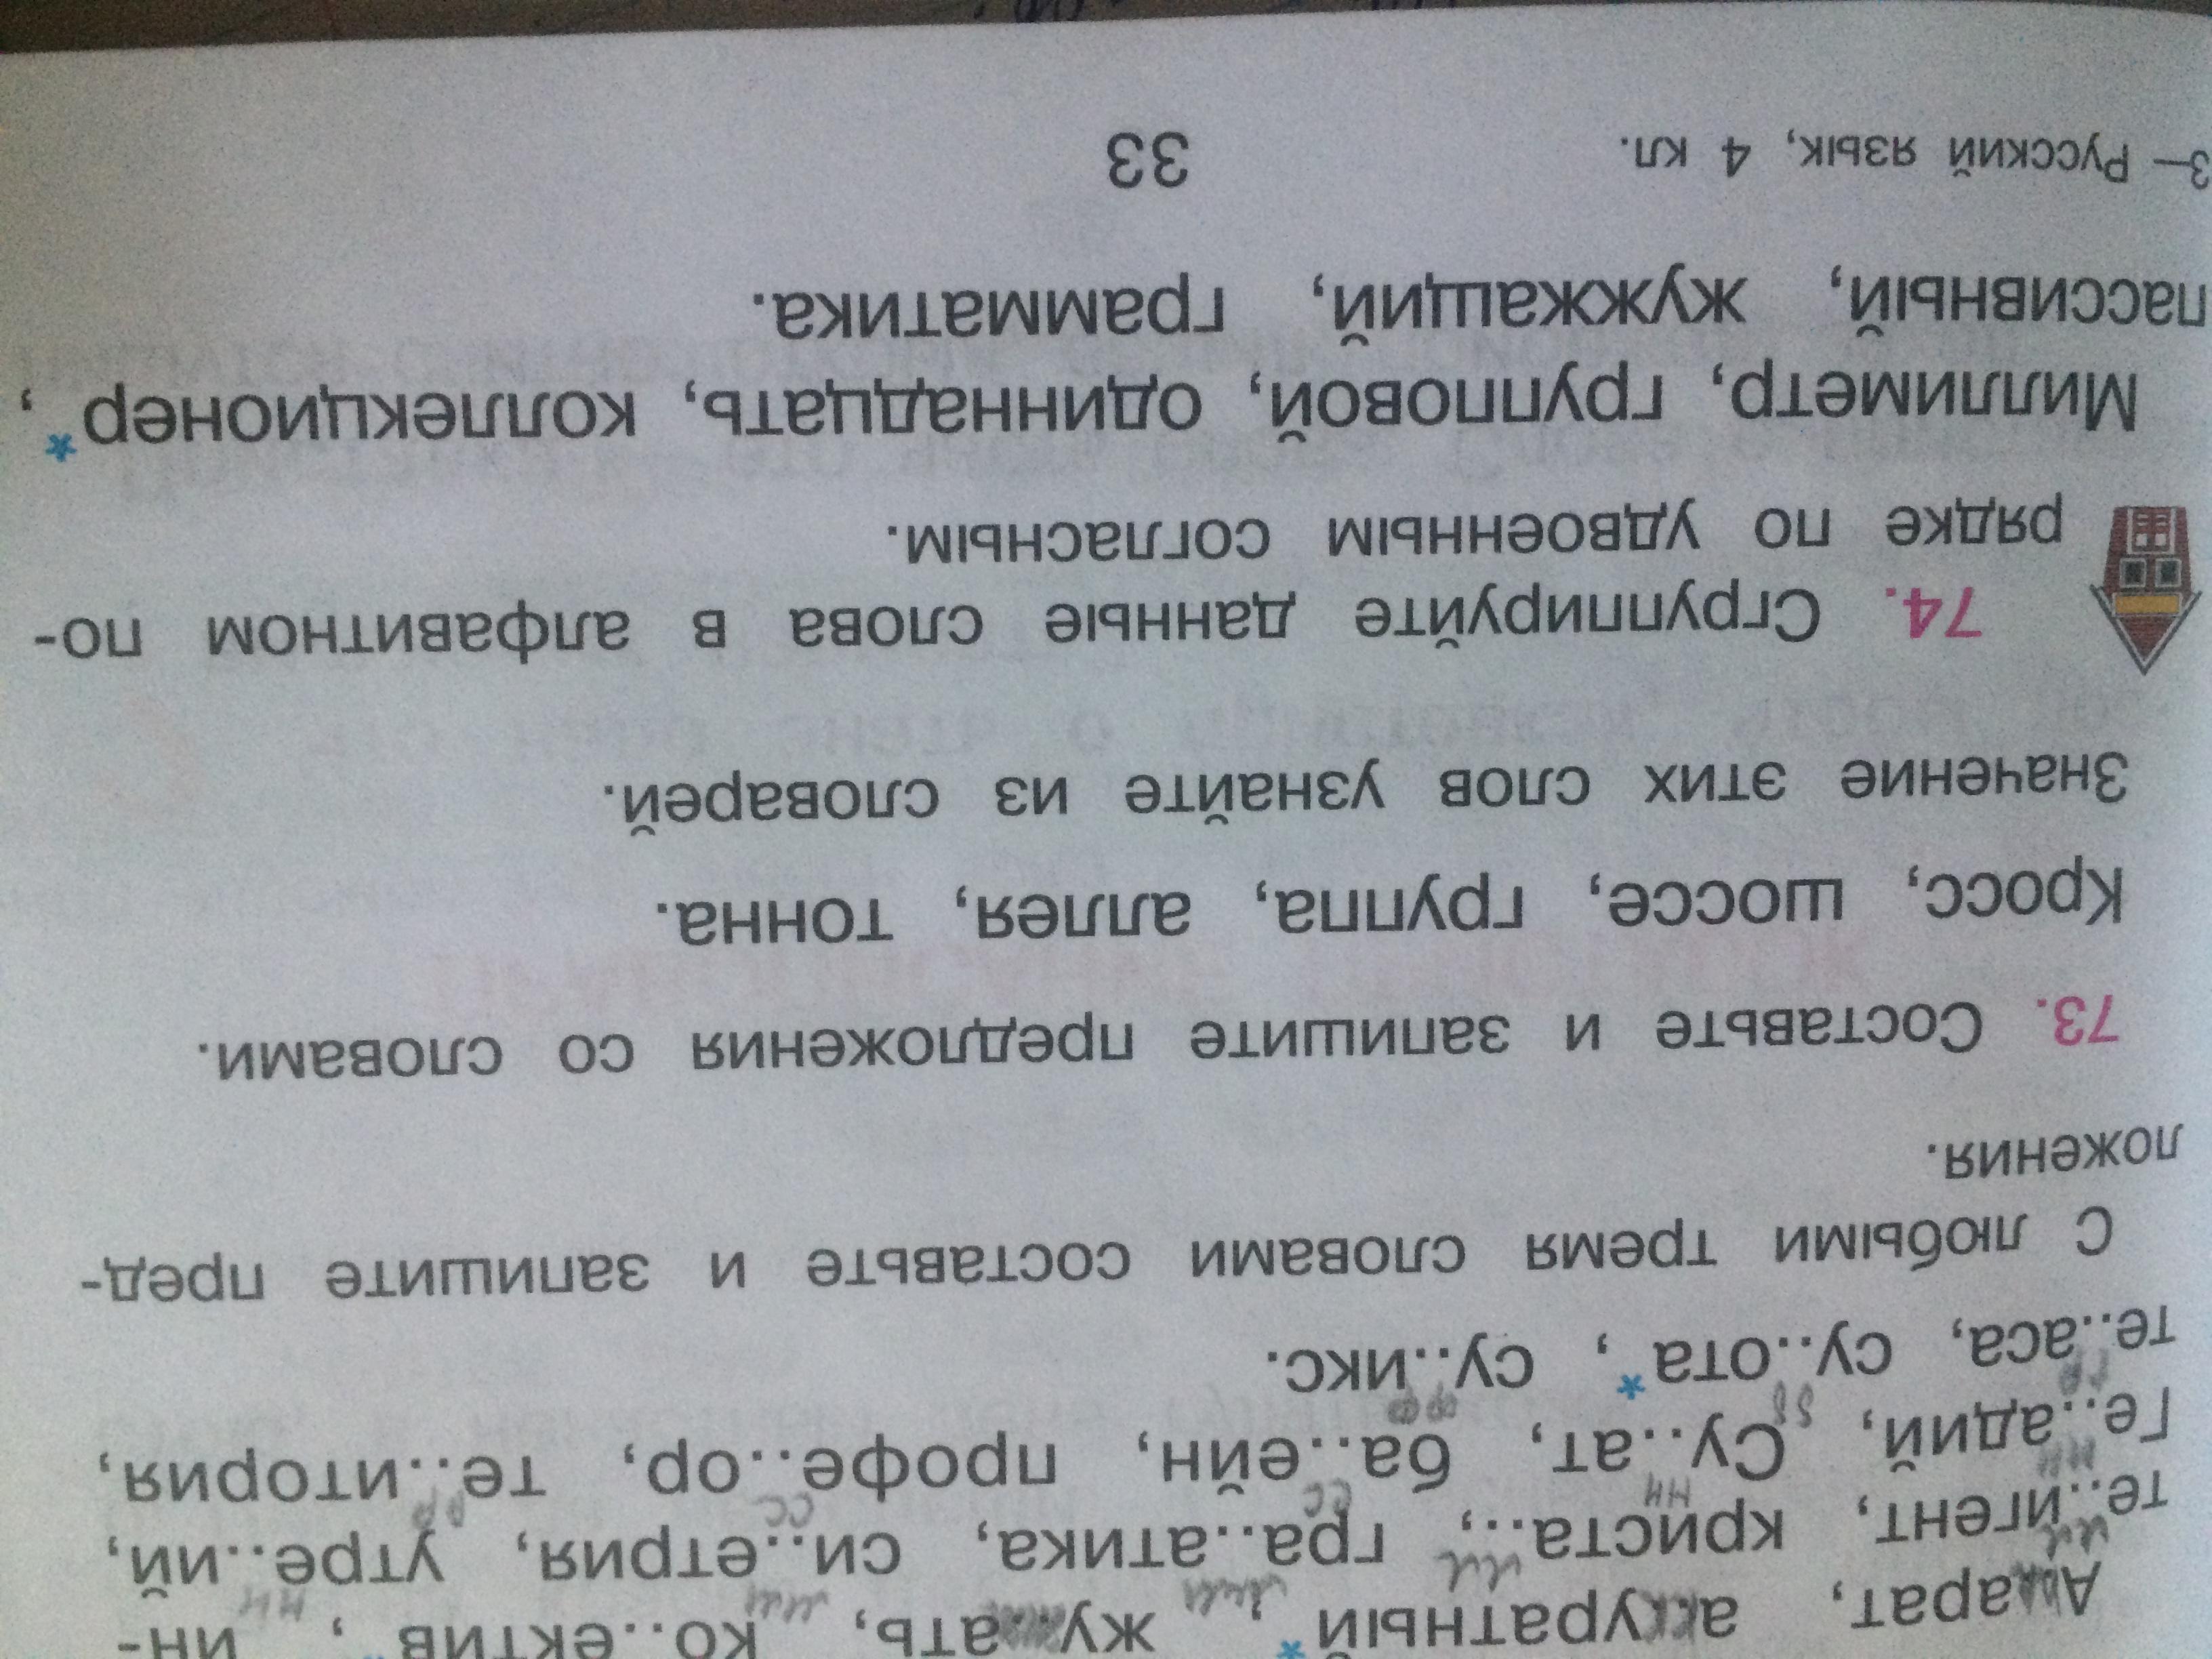 А..арат, аккуратный*, жу..ать, ко..ектив*, ин-
те..игент, криста.., гра..атика, си..етрия, утре..ий,
Ге..адий, Су..ат, ба..ейн, профе..ор, те..итория,
те..аса, су..ота*, су..икс.
С любыми тремя словами составьте и запишите пред-
ложения.
73. Составьте и запишите предложения со словами.
Кросс, шоссе, группа, аллея, тонна.
Значение этих слов узнайте из словарей.
74. Сгруппируйте данные слова в алфавитном по-
рядке по удвоенным согласным.
Миллиметр, групповой, одиннадцать, коллекционер*,
пассивный, жужжащий, грамматика.
3— Русский язык, 4 кл.
33